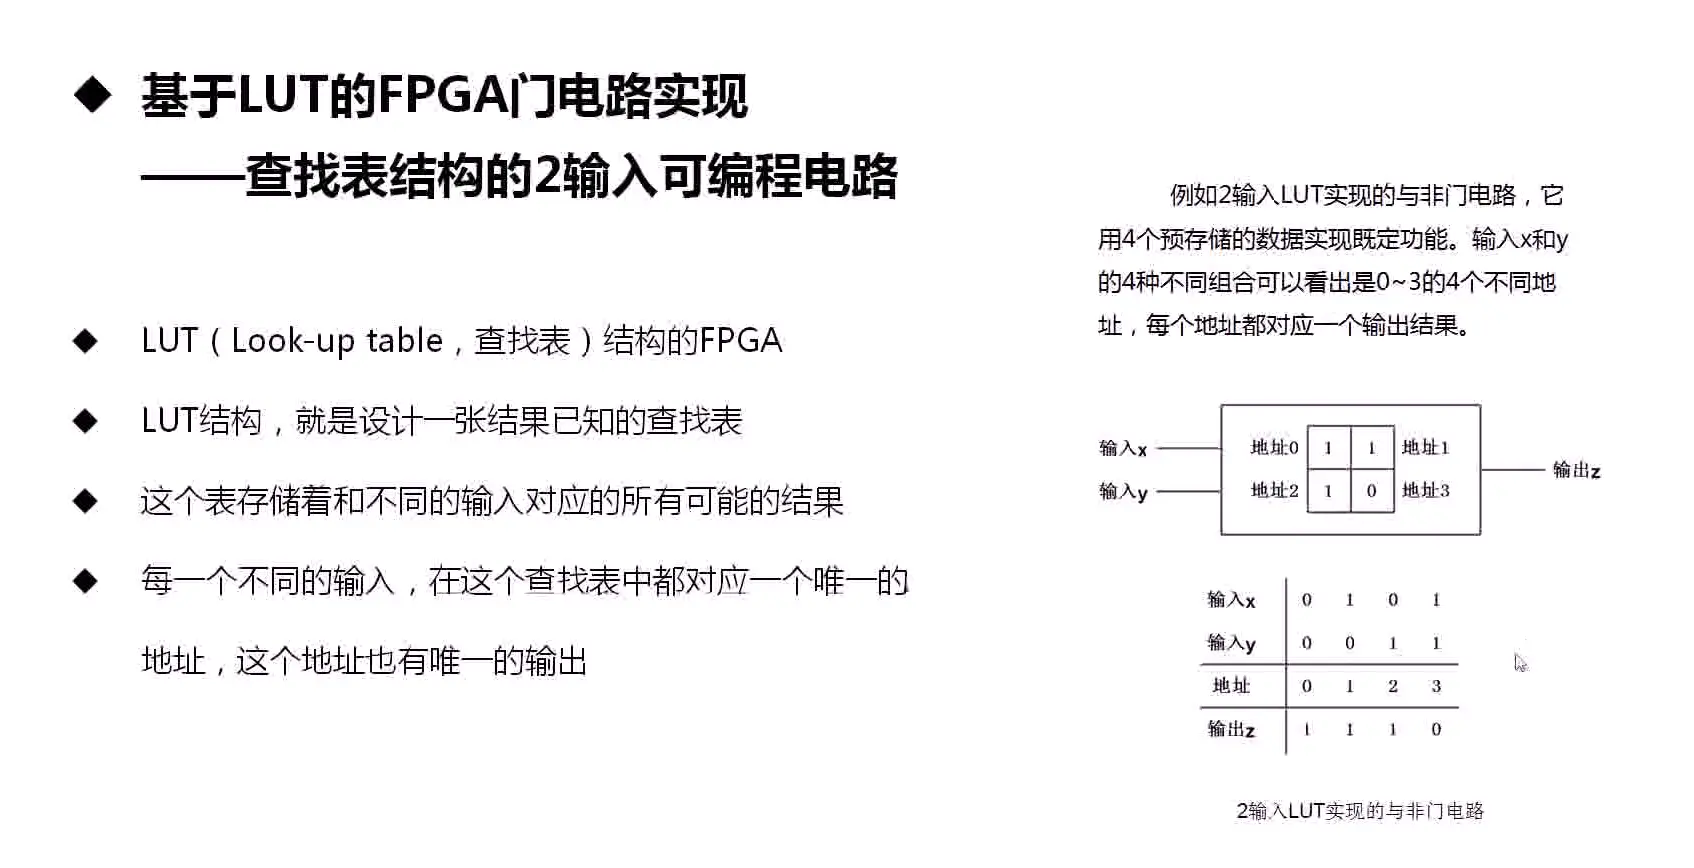 基于LUT的FPGA门电路实现
——查找表结构的2输入可编程电路
LUT（Look-up table，查找表）结构的FPGA
LUT结构，就是设计一张结果已知的查找表
这个表存储着和不同的输入对应的所有可能的结果
每一个不同的输入，在这个查找表中都对应一个唯一的
地址，这个地址也有唯一的输出
例如2输入LUT实现的与非门电路，它
用4个预存储的数据实现既定功能。输入x和y
的4种不同组合可以看出是0~3的4个不同地
址，每个地址都对应一个输出结果。
输入x 地址0 1 1 地址1
输出z
输入y 地址2 1 0 地址3
输入x 0 1 0 1
输入y 0 0 1 1
地址 0 1 2 3
输出z 1 1 1 0
2输入LUT实现的与非门电路